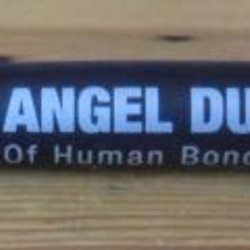 ANGEL DU
Of Human Bond